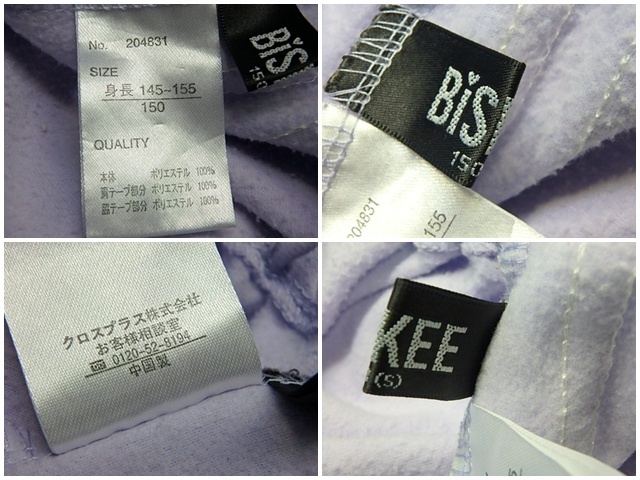 No. 204831
SIZE
身長 145~155
150
QUALITY
本体 ポリエステル 100%
肩テープ部分 ポリエステル 100%
脇テープ部分 ポリエステル 100%
BiS
BiS
204831
155
クロスプラス株式会社
お客様相談室
0120-52-8194
中国製
KEE
(S)